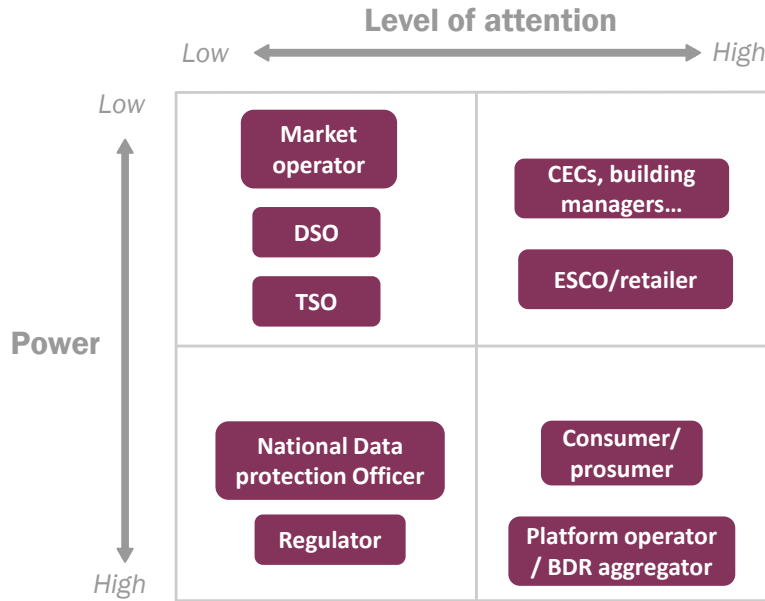 Level of attention
Low
High
Low
Market
operator
CECs, building
managers…
DSO
ESCO/retailer
TSO
Power
National Data
protection Officer
Consumer/
prosumer
Regulator
Platform operator
/ BDR aggregator
High